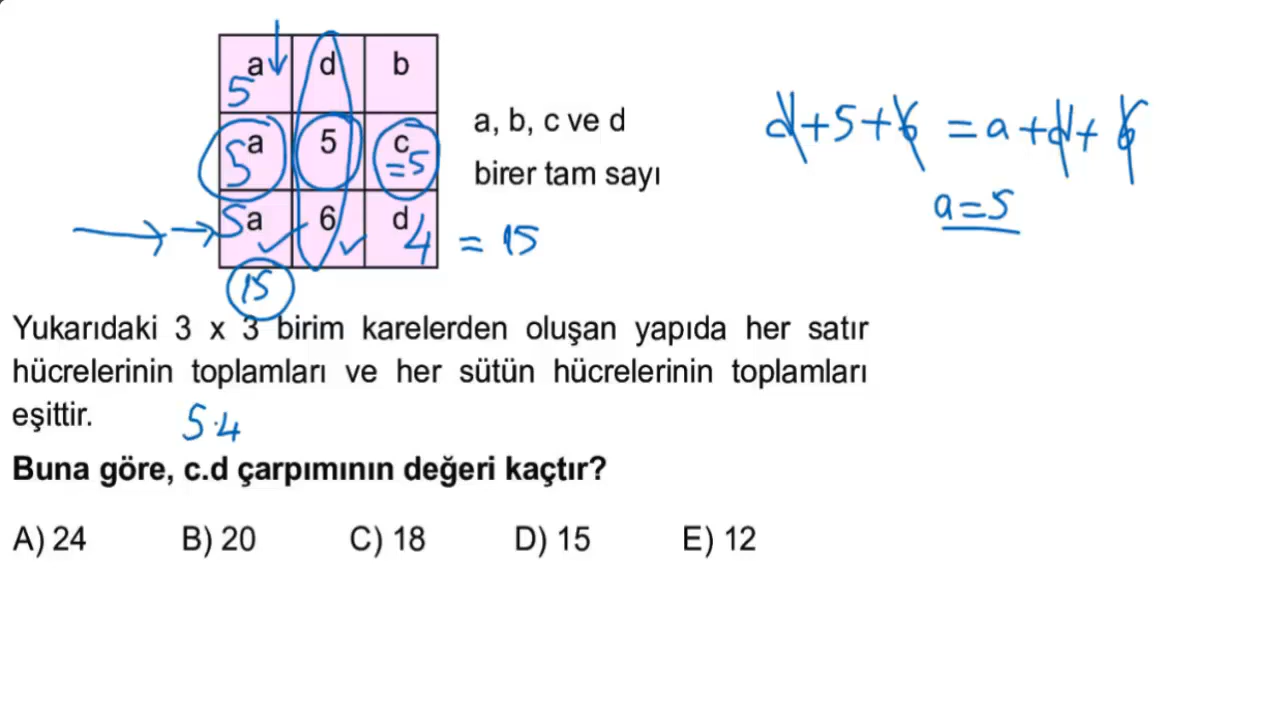 a d b
5
a 5 c
5 =5
5a 6 d 4 = 15
15
a, b, c ve d
birer tam sayı
d+5+6 = a+d+6
a=5
Yukarıdaki 3 x 3 birim karelerden oluşan yapıda her satır
hücrelerinin toplamları ve her sütün hücrelerinin toplamları
eşittir.
5.4
Buna göre, c.d çarpımının değeri kaçtır?
A) 24 B) 20 C) 18 D) 15 E) 12